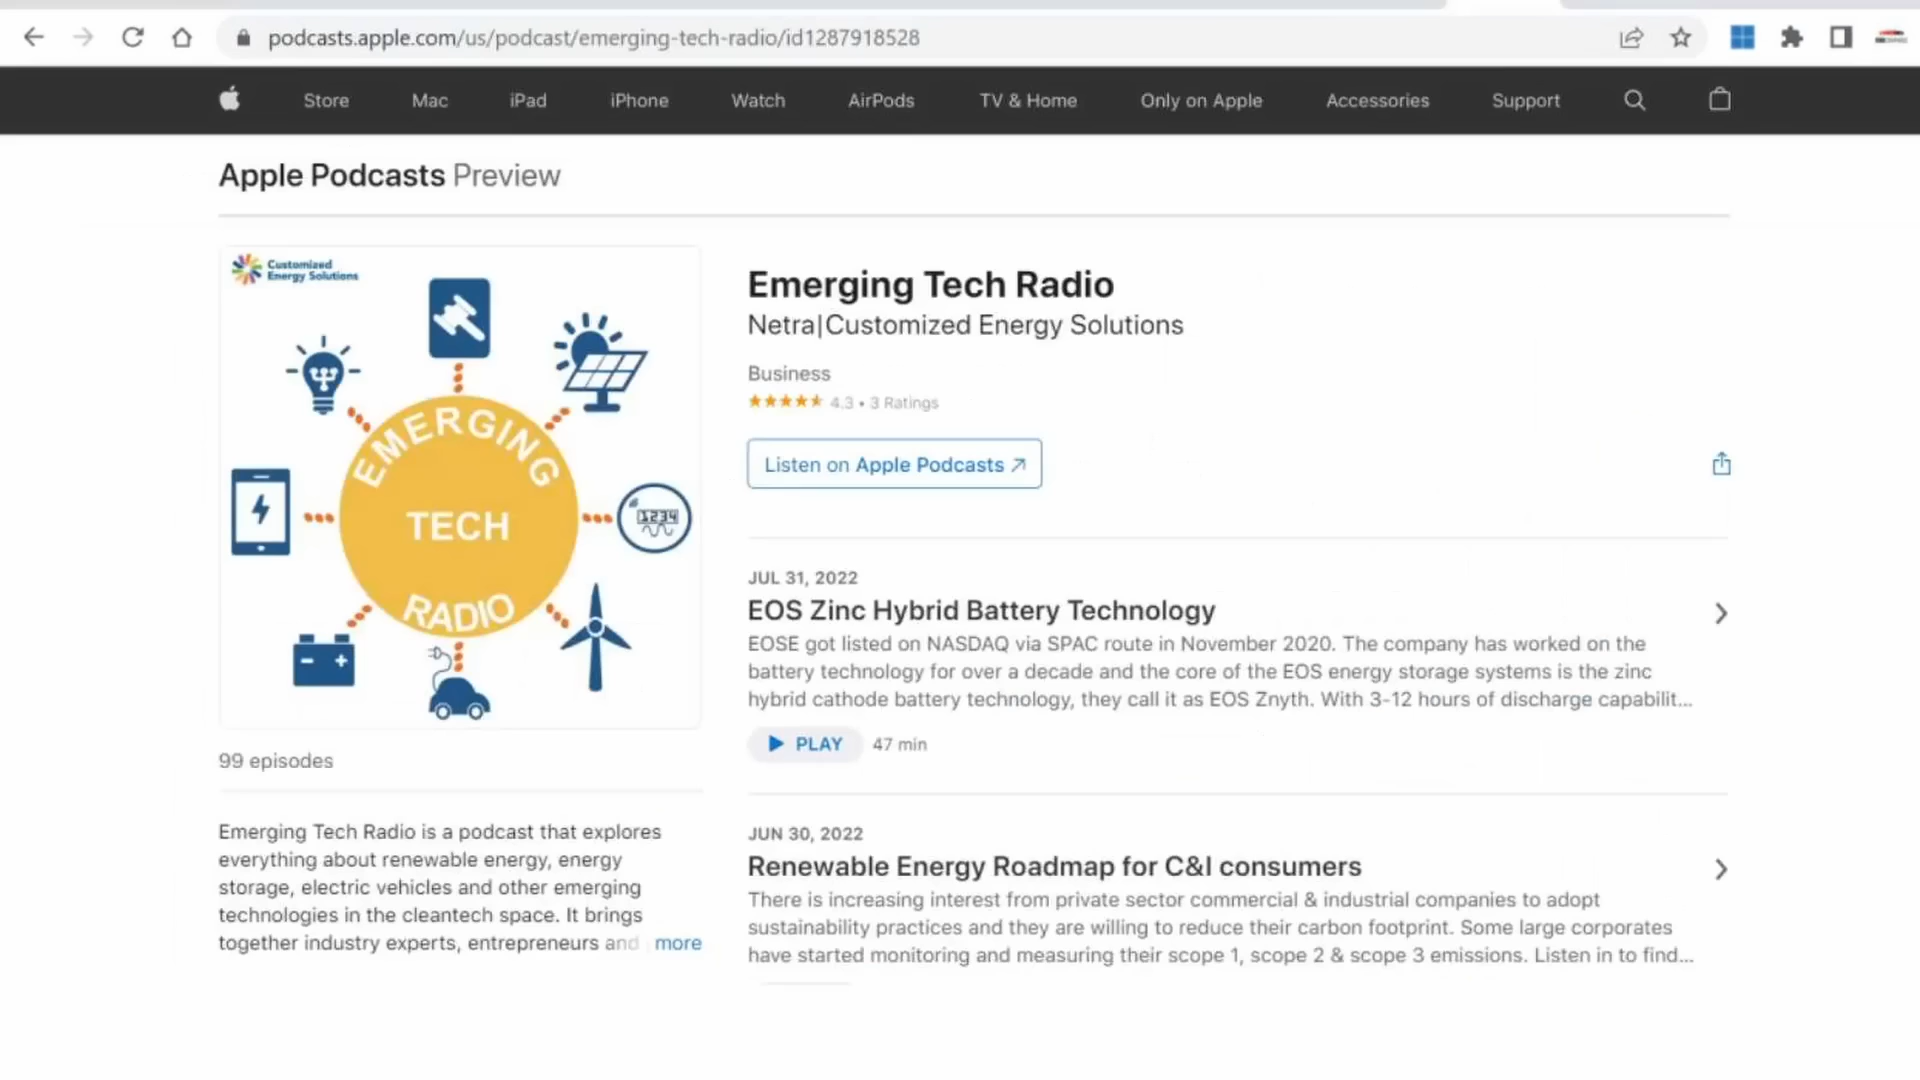 podcasts.apple.com/us/podcast/emerging-tech-radio/id1287918528
Store Mac iPad iPhone Watch AirPods TV & Home Only on Apple Accessories Support
Apple Podcasts Preview
Customized
Energy Solutions
EMERGING
TECH
RADIO
1234
99 episodes
Emerging Tech Radio is a podcast that explores
everything about renewable energy, energy
storage, electric vehicles and other emerging
technologies in the cleantech space. It brings
together industry experts, entrepreneurs and more
Emerging Tech Radio
Netra|Customized Energy Solutions
Business
4.3 • 3 Ratings
Listen on Apple Podcasts ↗
JUL 31, 2022
EOS Zinc Hybrid Battery Technology
EOSE got listed on NASDAQ via SPAC route in November 2020. The company has worked on the
battery technology for over a decade and the core of the EOS energy storage systems is the zinc
hybrid cathode battery technology, they call it as EOS Znyth. With 3-12 hours of discharge capabilit...
PLAY 47 min
JUN 30, 2022
Renewable Energy Roadmap for C&I consumers
There is increasing interest from private sector commercial & industrial companies to adopt
sustainability practices and they are willing to reduce their carbon footprint. Some large corporates
have started monitoring and measuring their scope 1, scope 2 & scope 3 emissions. Listen in to find...